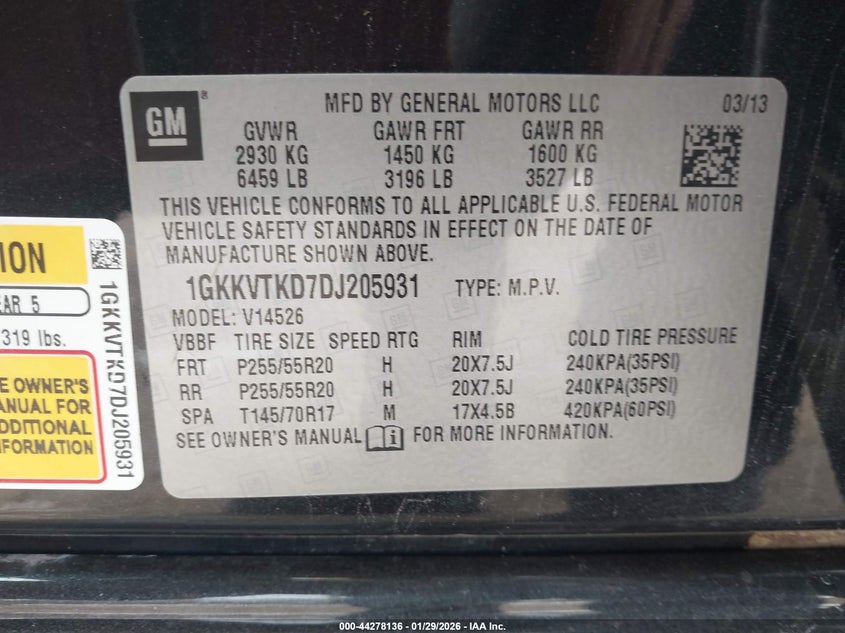 GM
MFD BY GENERAL MOTORS LLC 03/13
GVWR GAWR FRT GAWR RR
2930 KG 1450 KG 1600 KG
6459 LB 3196 LB 3527 LB
THIS VEHICLE CONFORMS TO ALL APPLICABLE U.S. FEDERAL MOTOR
VEHICLE SAFETY STANDARDS IN EFFECT ON THE DATE OF
MANUFACTURE SHOWN ABOVE.
1GKKVTKD7DJ205931 TYPE: M.P.V.
MODEL: V14526
VBBF TIRE SIZE SPEED RTG RIM COLD TIRE PRESSURE
FRT P255/55R20 H 20X7.5J 240KPA(35PSI)
RR P255/55R20 H 20X7.5J 240KPA(35PSI)
SPA T145/70R17 M 17X4.5B 420KPA(60PSI)
SEE OWNER'S MANUAL FOR MORE INFORMATION.
ION
EAR 5
319 lbs.
E OWNER'S
ANUAL FOR
DDITIONAL
NFORMATION
1GKKVTKD7DJ205931
000-44278136 - 01/29/2026 - IAA Inc.